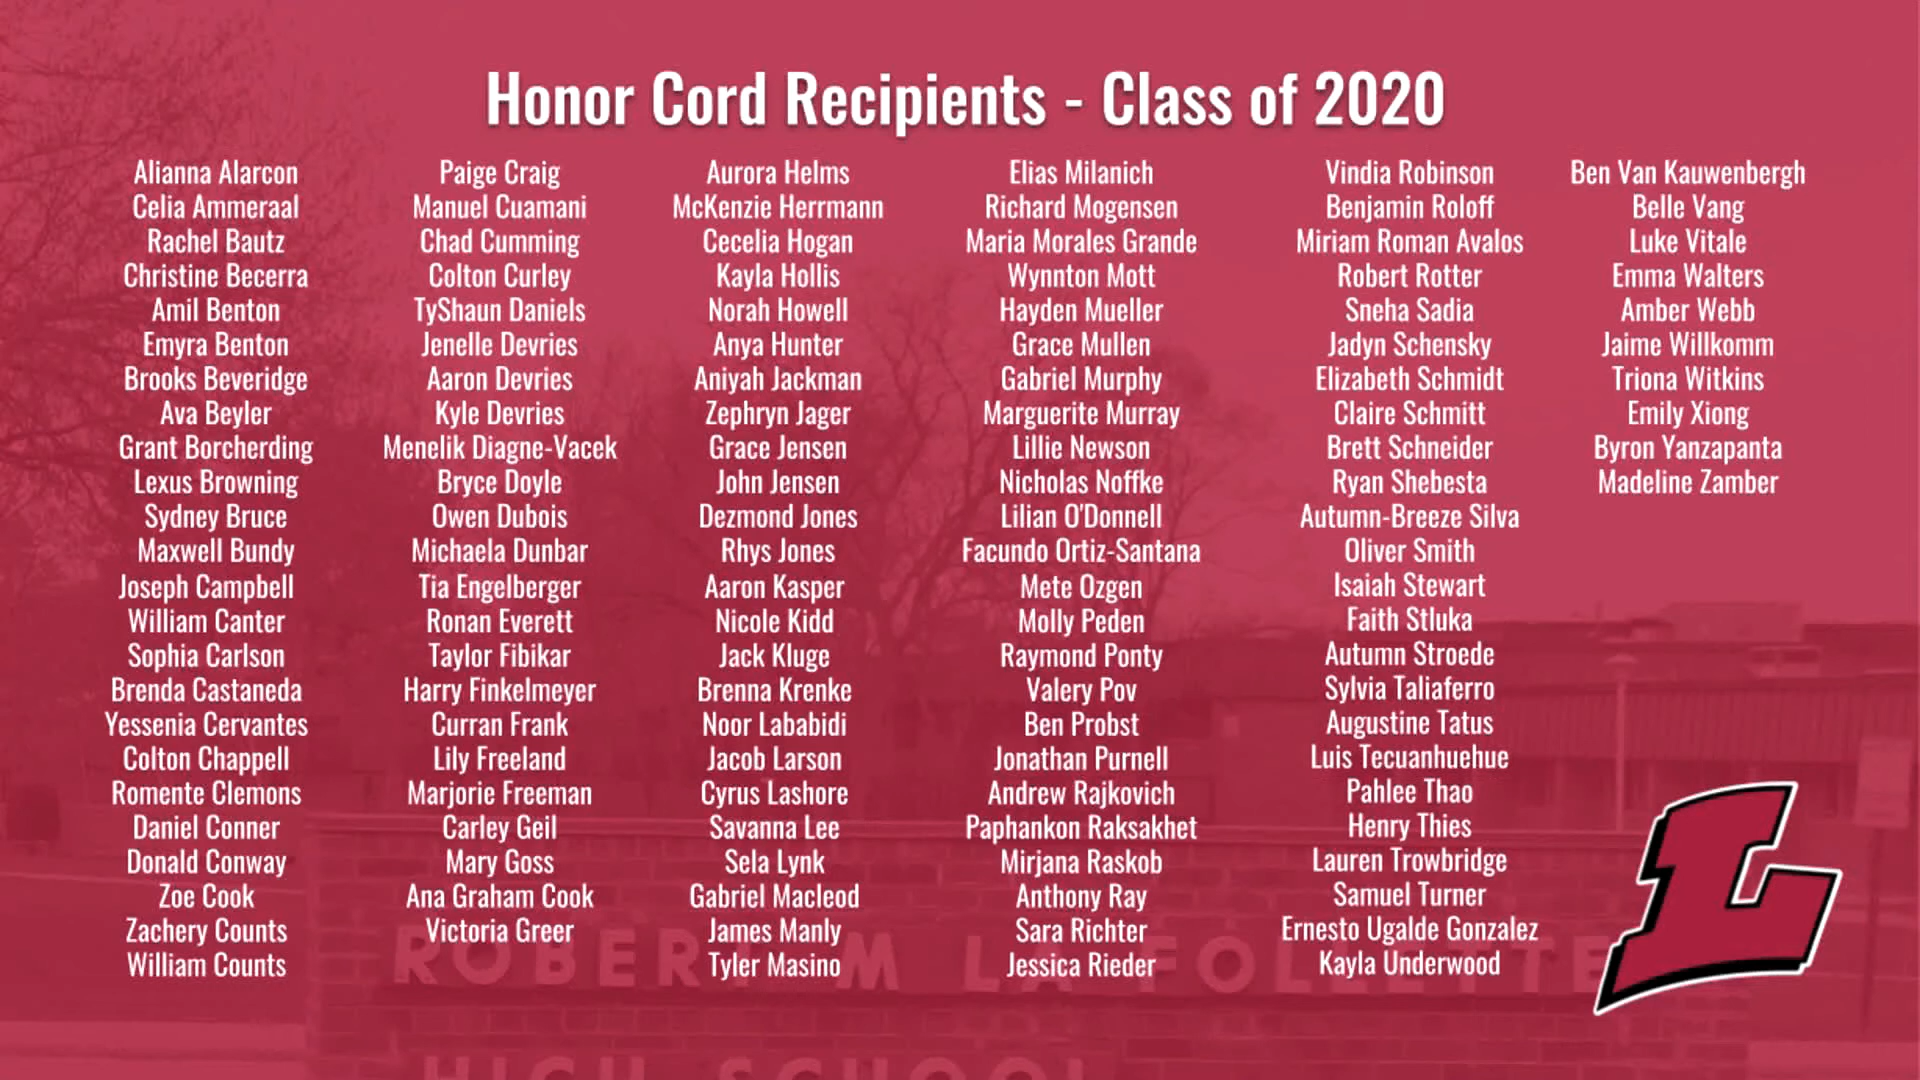 Honor Cord Recipients - Class of 2020
Alianna Alarcon
Celia Ammeraal
Rachel Bautz
Christine Becerra
Amil Benton
Emyra Benton
Brooks Beveridge
Ava Beyler
Grant Borcherding
Lexus Browning
Sydney Bruce
Maxwell Bundy
Joseph Campbell
William Canter
Sophia Carlson
Brenda Castaneda
Yessenia Cervantes
Colton Chappell
Romente Clemons
Daniel Conner
Donald Conway
Zoe Cook
Zachery Counts
William Counts
Paige Craig
Manuel Cuamani
Chad Cumming
Colton Curley
TyShaun Daniels
Jenelle Devries
Aaron Devries
Kyle Devries
Menelik Diagne-Vacek
Bryce Doyle
Owen Dubois
Michaela Dunbar
Tia Engelberger
Ronan Everett
Taylor Fibikar
Harry Finkelmeyer
Curran Frank
Lily Freeland
Marjorie Freeman
Carley Geil
Mary Goss
Ana Graham Cook
Victoria Greer
Aurora Helms
McKenzie Herrmann
Cecelia Hogan
Kayla Hollis
Norah Howell
Anya Hunter
Aniyah Jackman
Zephryn Jager
Grace Jensen
John Jensen
Dezmond Jones
Rhys Jones
Aaron Kasper
Nicole Kidd
Jack Kluge
Brenna Krenke
Noor Lababidi
Jacob Larson
Cyrus Lashore
Savanna Lee
Sela Lynk
Gabriel Macleod
James Manly
Tyler Masino
Elias Milanich
Richard Mogensen
Maria Morales Grande
Wynnton Mott
Hayden Mueller
Grace Mullen
Gabriel Murphy
Marguerite Murray
Lillie Newson
Nicholas Noffke
Lilian O'Donnell
Facundo Ortiz-Santana
Mete Ozgen
Molly Peden
Raymond Ponty
Valery Pov
Ben Probst
Jonathan Purnell
Andrew Rajkovich
Paphankon Raksakhet
Mirjana Raskob
Anthony Ray
Sara Richter
Jessica Rieder
Vindia Robinson
Benjamin Roloff
Miriam Roman Avalos
Robert Rotter
Sneha Sadia
Jadyn Schensky
Elizabeth Schmidt
Claire Schmitt
Brett Schneider
Ryan Shebesta
Autumn-Breeze Silva
Oliver Smith
Isaiah Stewart
Faith Stluka
Autumn Stroede
Sylvia Taliaferro
Augustine Tatus
Luis Tecuanhuehue
Pahlee Thao
Henry Thies
Lauren Trowbridge
Samuel Turner
Ernesto Ugalde Gonzalez
Kayla Underwood
Ben Van Kauwenbergh
Belle Vang
Luke Vitale
Emma Walters
Amber Webb
Jaime Willkomm
Triona Witkins
Emily Xiong
Byron Yanzapanta
Madeline Zamber
L
ROBERT M LA FOLLETTE
HIGH SCHOOL